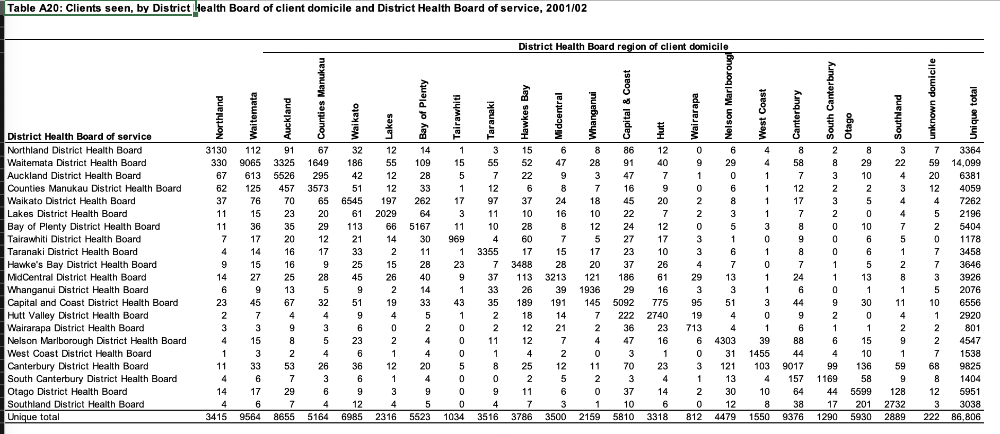 Table A20: Clients seen, by District Health Board of client domicile and District Health Board of service, 2001/02
District Health Board region of client domicile
District Health Board of service Northland Waitemata Auckland Counties Manukau Waikato Lakes Bay of Plenty Tairawhiti Taranaki Hawkes Bay Midcentral Whanganui Capital & Coast Hutt Wairarapa Nelson Marlboroug West Coast Canterbury South Canterbury Otago Southland unknown domicile Unique total
Northland District Health Board 3130 112 91 67 32 12 14 1 3 15 6 8 86 12 0 6 4 8 2 8 3 7 3364
Waitemata District Health Board 330 9065 3325 1649 186 55 109 15 55 52 47 28 91 40 9 29 4 58 8 29 22 59 14,099
Auckland District Health Board 67 613 5526 295 42 12 28 5 7 22 9 3 47 7 1 0 1 7 3 10 4 20 6381
Counties Manukau District Health Board 62 125 457 3573 51 12 33 1 12 6 8 7 16 9 0 6 1 12 2 2 3 12 4059
Waikato District Health Board 37 76 70 65 6545 197 262 17 97 37 24 18 45 20 2 8 1 17 3 5 4 4 7262
Lakes District Health Board 11 15 23 20 61 2029 64 3 11 10 16 10 22 7 2 3 1 7 2 0 4 5 2196
Bay of Plenty District Health Board 11 36 35 29 113 66 5167 11 10 28 8 12 24 12 0 5 3 8 0 10 7 2 5404
Tairawhiti District Health Board 7 17 20 12 21 14 30 969 4 60 7 5 27 17 3 1 0 9 0 6 5 0 1178
Taranaki District Health Board 4 14 16 17 33 2 11 1 3355 17 15 17 23 10 3 6 1 8 0 6 1 7 3458
Hawke's Bay District Health Board 9 15 16 9 25 15 28 23 7 3488 28 20 37 26 4 7 0 7 1 5 2 7 3646
MidCentral District Health Board 14 27 25 28 45 26 40 9 37 113 3213 121 186 61 29 13 1 24 1 13 8 3 3926
Whanganui District Health Board 6 9 13 5 9 2 14 1 33 26 39 1936 29 16 3 3 1 6 0 1 1 5 2076
Capital and Coast District Health Board 23 45 67 32 51 19 33 43 35 189 191 145 5092 775 95 51 3 44 9 30 11 10 6556
Hutt Valley District Health Board 2 7 4 4 9 4 5 1 2 18 14 7 222 2740 19 4 0 9 2 0 4 1 2920
Wairarapa District Health Board 3 3 9 3 6 0 2 0 2 12 21 2 36 23 713 4 1 6 1 1 2 2 801
Nelson Marlborough District Health Board 4 15 8 5 23 2 4 0 11 12 7 4 47 16 6 4303 39 88 6 15 9 2 4547
West Coast District Health Board 1 3 2 4 6 1 4 0 1 4 2 0 3 1 0 31 1455 44 4 10 1 7 1538
Canterbury District Health Board 11 33 53 26 36 12 20 5 8 25 12 11 70 23 3 121 103 9017 99 136 59 68 9825
South Canterbury District Health Board 4 6 7 3 6 1 4 0 0 2 5 2 3 4 1 13 4 157 1169 58 9 8 1404
Otago District Health Board 14 17 29 6 9 3 9 0 9 11 6 0 37 14 2 30 10 64 44 5599 128 12 5951
Southland District Health Board 4 6 7 4 12 4 5 0 4 7 3 1 10 6 0 12 8 38 17 201 2732 3 3038
Unique total 3415 9564 8655 5164 6985 2316 5523 1034 3516 3786 3500 2159 5810 3318 812 4479 1550 9376 1290 5930 2889 222 86,806